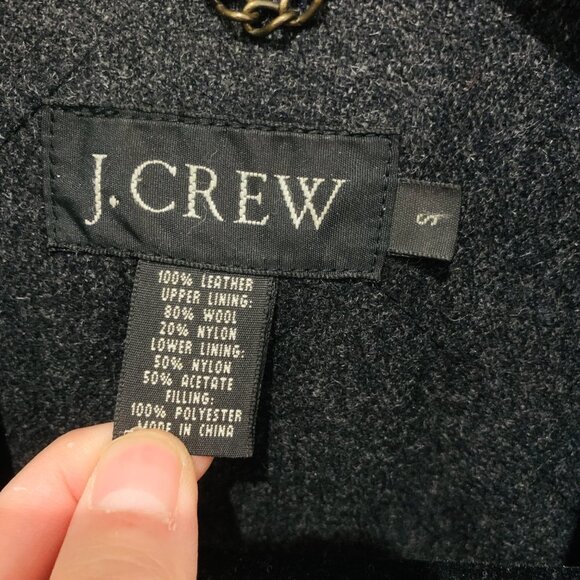 J.CREW
S
100% LEATHER
UPPER LINING:
80% WOOL
20% NYLON
LOWER LINING:
50% NYLON
50% ACETATE
FILLING:
100% POLYESTER
MADE IN CHINA